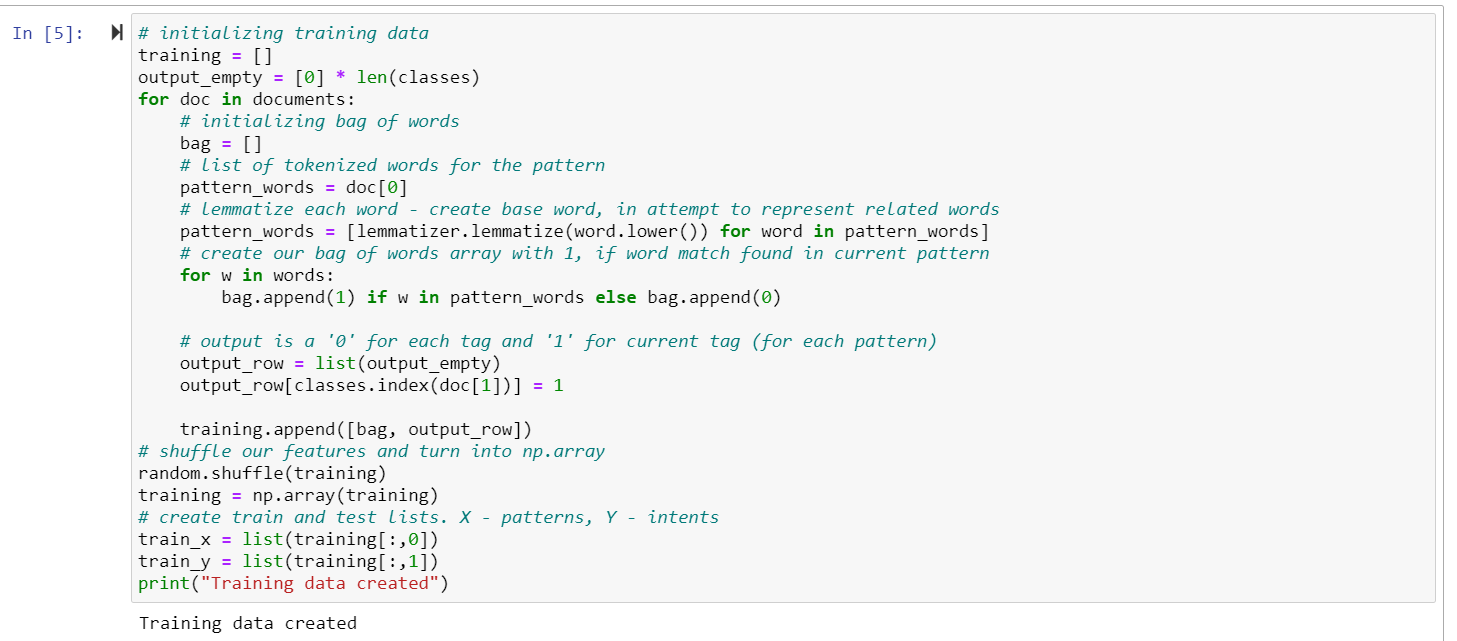 In [5]:
# initializing training data
training = []
output_empty = [0] * len(classes)
for doc in documents:
    # initializing bag of words
    bag = []
    # list of tokenized words for the pattern
    pattern_words = doc[0]
    # lemmatize each word - create base word, in attempt to represent related words
    pattern_words = [lemmatizer.lemmatize(word.lower()) for word in pattern_words]
    # create our bag of words array with 1, if word match found in current pattern
    for w in words:
        bag.append(1) if w in pattern_words else bag.append(0)

    # output is a '0' for each tag and '1' for current tag (for each pattern)
    output_row = list(output_empty)
    output_row[classes.index(doc[1])] = 1

    training.append([bag, output_row])
# shuffle our features and turn into np.array
random.shuffle(training)
training = np.array(training)
# create train and test lists. X - patterns, Y - intents
train_x = list(training[:,0])
train_y = list(training[:,1])
print("Training data created")
Training data created